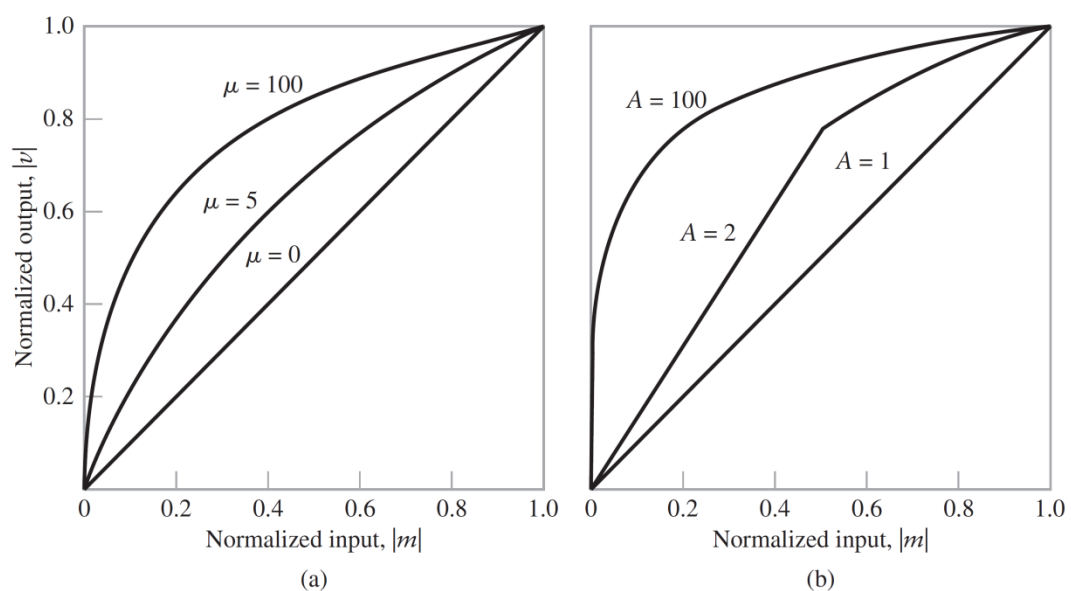 Normalized output, |v|
1.0
0.8
0.6
0.4
0.2
μ = 100
μ = 5
μ = 0
0 0.2 0.4 0.6 0.8 1.0
Normalized input, |m|
(a)
A = 100
A = 1
A = 2
0 0.2 0.4 0.6 0.8 1.0
Normalized input, |m|
(b)